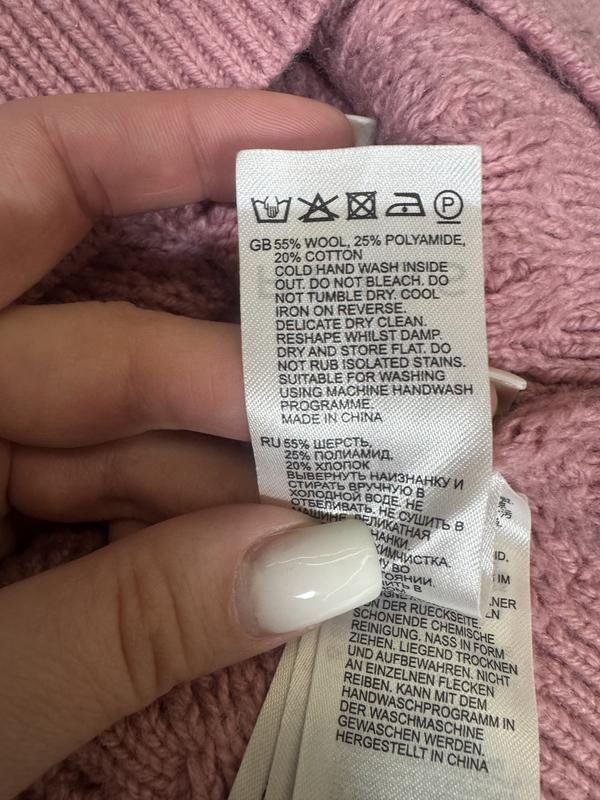 P
GB 55% WOOL, 25% POLYAMIDE,
20% COTTON
COLD HAND WASH INSIDE
OUT. DO NOT BLEACH. DO
NOT TUMBLE DRY. COOL
IRON ON REVERSE.
DELICATE DRY CLEAN.
RESHAPE WHILST DAMP.
DRY AND STORE FLAT. DO
NOT RUB ISOLATED STAINS.
SUITABLE FOR WASHING
USING MACHINE HANDWASH
PROGRAMME.
MADE IN CHINA
RU 55% ШЕРСТЬ,
25% ПОЛИАМИД,
20% ХЛОПОК
ВЫВЕРНУТЬ НАИЗНАНКУ И
СТИРАТЬ ВРУЧНУЮ В
ХОЛОДНОЙ ВОДЕ. НЕ
ОТБЕЛИВАТЬ. НЕ СУШИТЬ В
МАШИНЕ. ДЕЛИКАТНАЯ
VON DER RUECKSEITE.
SCHONENDE CHEMISCHE
REINIGUNG. NASS IN FORM
ZIEHEN. LIEGEND TROCKNEN
UND AUFBEWAHREN. NICHT
AN EINZELNEN FLECKEN
REIBEN. KANN MIT DEM
HANDWASCHPROGRAMM IN
DER WASCHMASCHINE
GEWASCHEN WERDEN.
HERGESTELLT IN CHINA